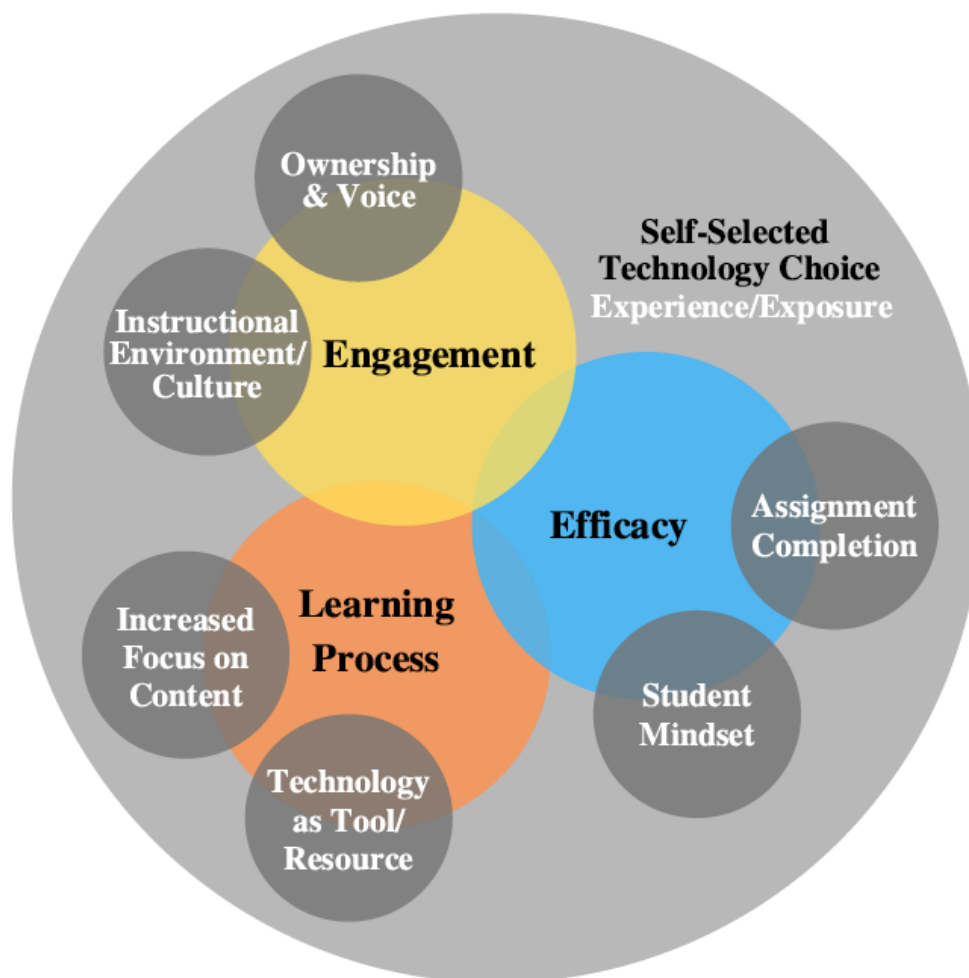 Ownership
& Voice
Self-Selected
Technology Choice
Experience/Exposure
Instructional
Environment/
Culture
Engagement
Efficacy
Assignment
Completion
Learning
Process
Increased
Focus on
Content
Student
Mindset
Technology
as Tool/
Resource